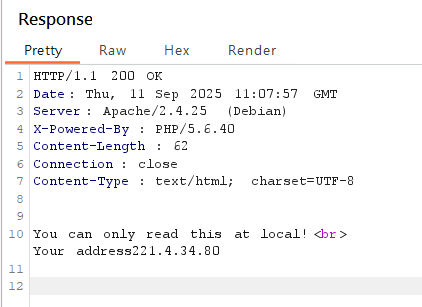 Response
Pretty Raw Hex Render
1 HTTP/1.1 200 OK
2 Date : Thu, 11 Sep 2025 11:07:57 GMT
3 Server : Apache/2.4.25 (Debian)
4 X-Powered-By : PHP/5.6.40
5 Content-Length : 62
6 Connection : close
7 Content-Type : text/html; charset=UTF-8
8
9
10 You can only read this at local!<br>
Your address221.4.34.80
11
12